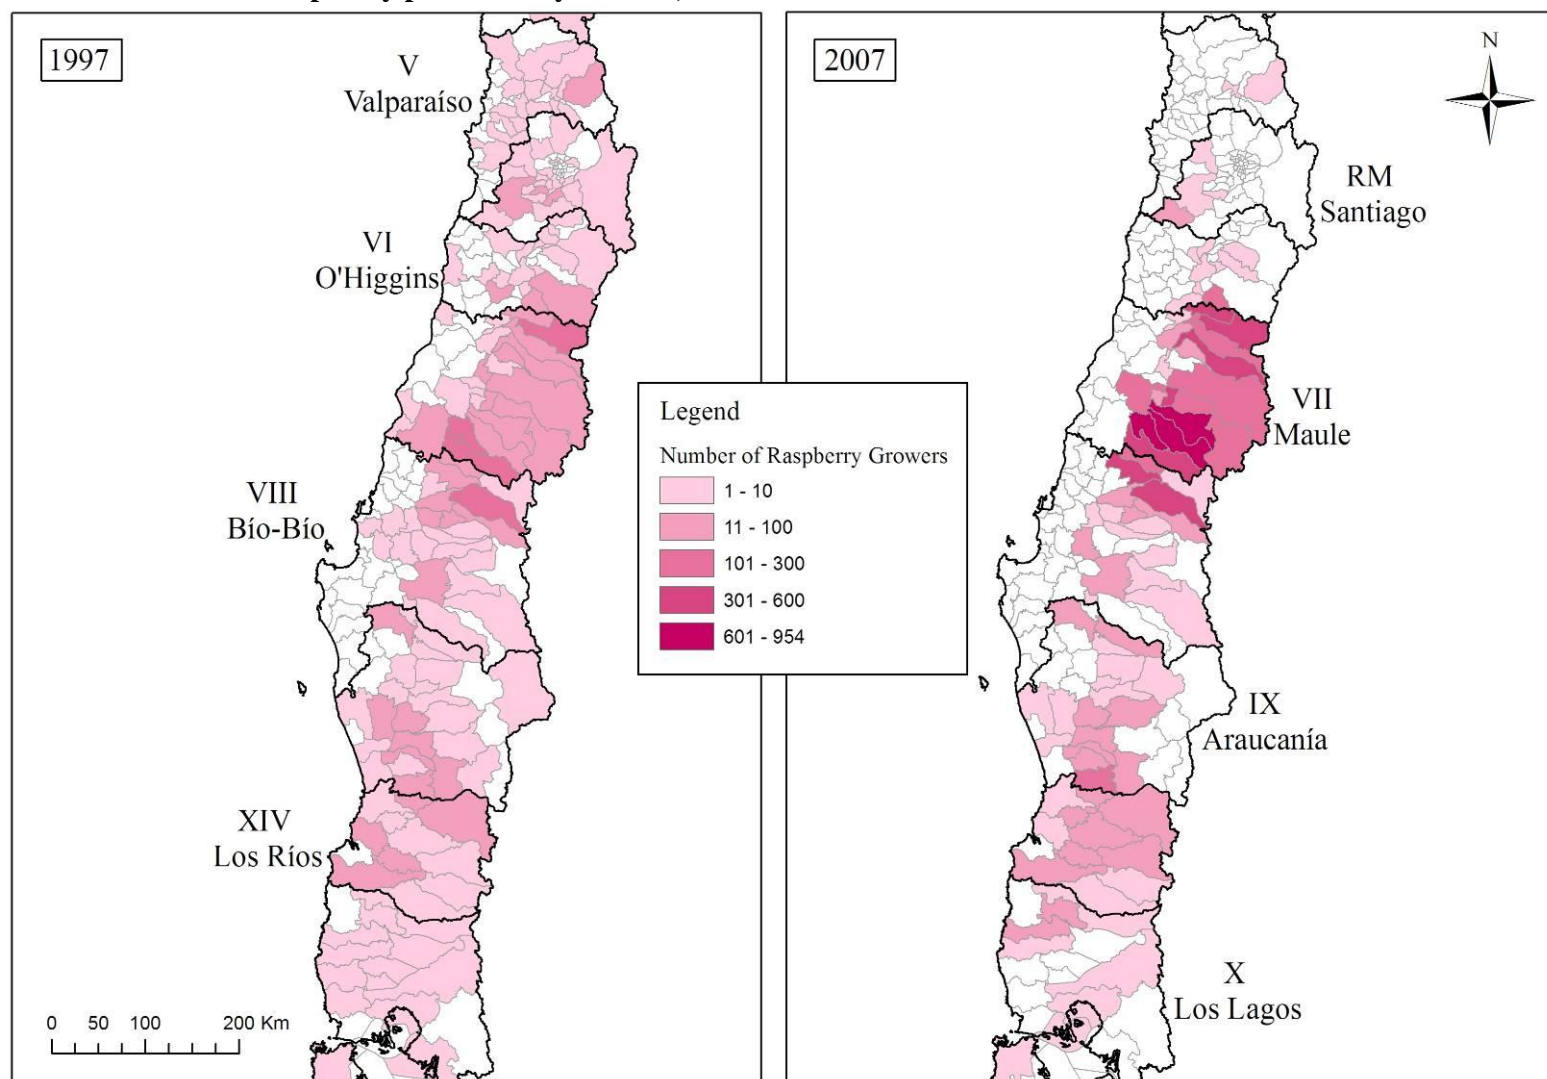 1997
V
Valparaíso
VI
O'Higgins
VIII
Bío-Bío
XIV
Los Ríos
0 50 100 200 Km
Legend
Number of Raspberry Growers
1 - 10
11 - 100
101 - 300
301 - 600
601 - 954
2007
N
RM
Santiago
VII
Maule
IX
Araucanía
X
Los Lagos